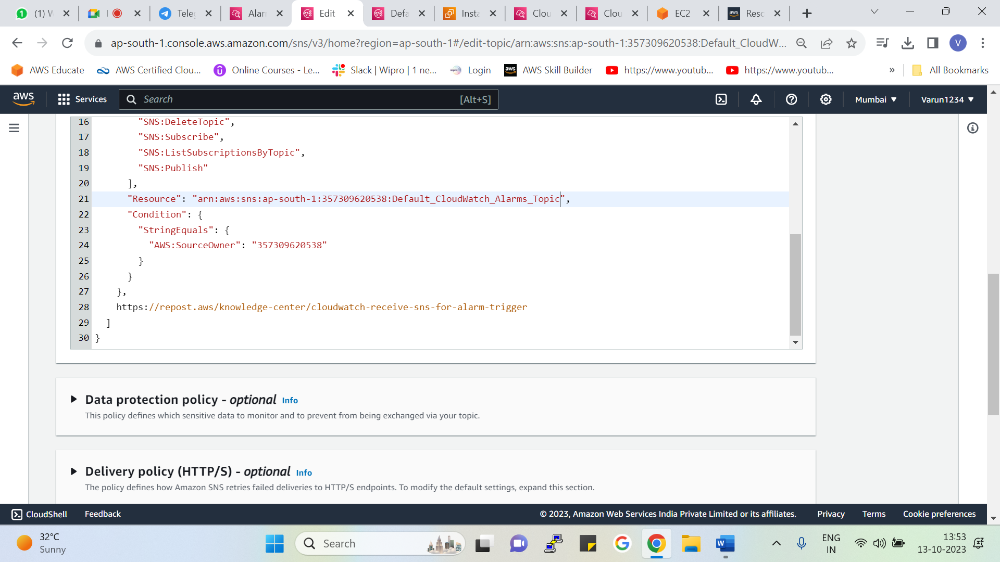 (1) W
Tele
Alar
Edit
Defa
Insta
Clou
Clou
EC2
Reso
ap-south-1.console.aws.amazon.com/sns/v3/home?region=ap-south-1#/edit-topic/arn:aws:sns:ap-south-1:357309620538:Default_CloudW...
V
AWS Educate
AWS Certified Clou...
Online Courses - Le...
Slack | Wipro | 1 ne...
Login
AWS Skill Builder
https://www.youtub...
https://www.youtub...
»
All Bookmarks
aws
Services
Search
[Alt+S]
Mumbai
Varun1234
16 "SNS:DeleteTopic",
17 "SNS:Subscribe",
18 "SNS:ListSubscriptionsByTopic",
19 "SNS:Publish"
20 ],
21 "Resource": "arn:aws:sns:ap-south-1:357309620538:Default_CloudWatch_Alarms_Topic",
22 "Condition": {
23 "StringEquals": {
24 "AWS:SourceOwner": "357309620538"
25 }
26 }
27 },
28 https://repost.aws/knowledge-center/cloudwatch-receive-sns-for-alarm-trigger
29 ]
30 }
Data protection policy - optional Info
This policy defines which sensitive data to monitor and to prevent from being exchanged via your topic.
Delivery policy (HTTP/S) - optional Info
The policy defines how Amazon SNS retries failed deliveries to HTTP/S endpoints. To modify the default settings, expand this section.
CloudShell
Feedback
© 2023, Amazon Web Services India Private Limited or its affiliates.
Privacy
Terms
Cookie preferences
32°C
Sunny
Search
ENG
IN
13:53
13-10-2023